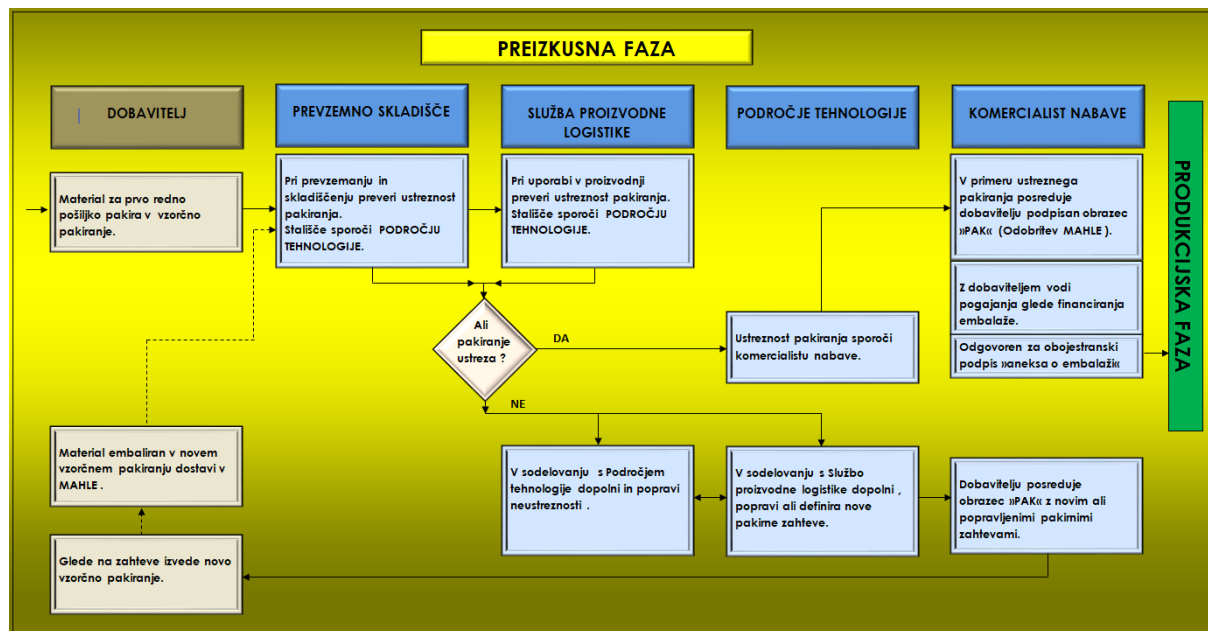 PREIZKUSNA FAZA
DOBAVITELJ
PREVZEMNO SKLADIŠČE
SLUŽBA PROIZVODNE
LOGISTIKE
PODROČJE TEHNOLOGIJE
KOMERCIALIST NABAVE
Material za prvo redno
pošiljko pakira v vzorčno
pakiranje.
Pri prevzemanju in
skladiščenju preveri ustreznost
pakiranja.
Stališče sporoči PODROČJU
TEHNOLOGIJE.
Pri uporabi v proizvodnji
preveri ustreznost pakiranja.
Stališče sporoči PODROČJU
TEHNOLOGIJE.
V primeru ustreznega
pakiranja posreduje
dobavitelju podpisan obrazec
»PAK« (Odobritev MAHLE ).
Z dobaviteljem vodi
pogajanja glede financiranja
embalaže.
Odgovoren za obojestranski
podpis »aneksa o embalaži«
PRODUKCIJSKA FAZA
Ali
pakiranje
ustreza ?
DA
Ustreznost pakiranja sporoči
komercialistu nabave.
NE
Material embaliran v novem
vzorčnem pakiranju dostavi v
MAHLE .
V sodelovanju s Področjem
tehnologije dopolni in popravi
neustreznosti .
V sodelovanju s Službo
proizvodne logistike dopolni ,
popravi ali definira nove
pakirne zahteve.
Dobavitelju posreduje
obrazec »PAK« z novim ali
popravljenimi pakirnimi
zahtevami.
Glede na zahteve izvede novo
vzorčno pakiranje.